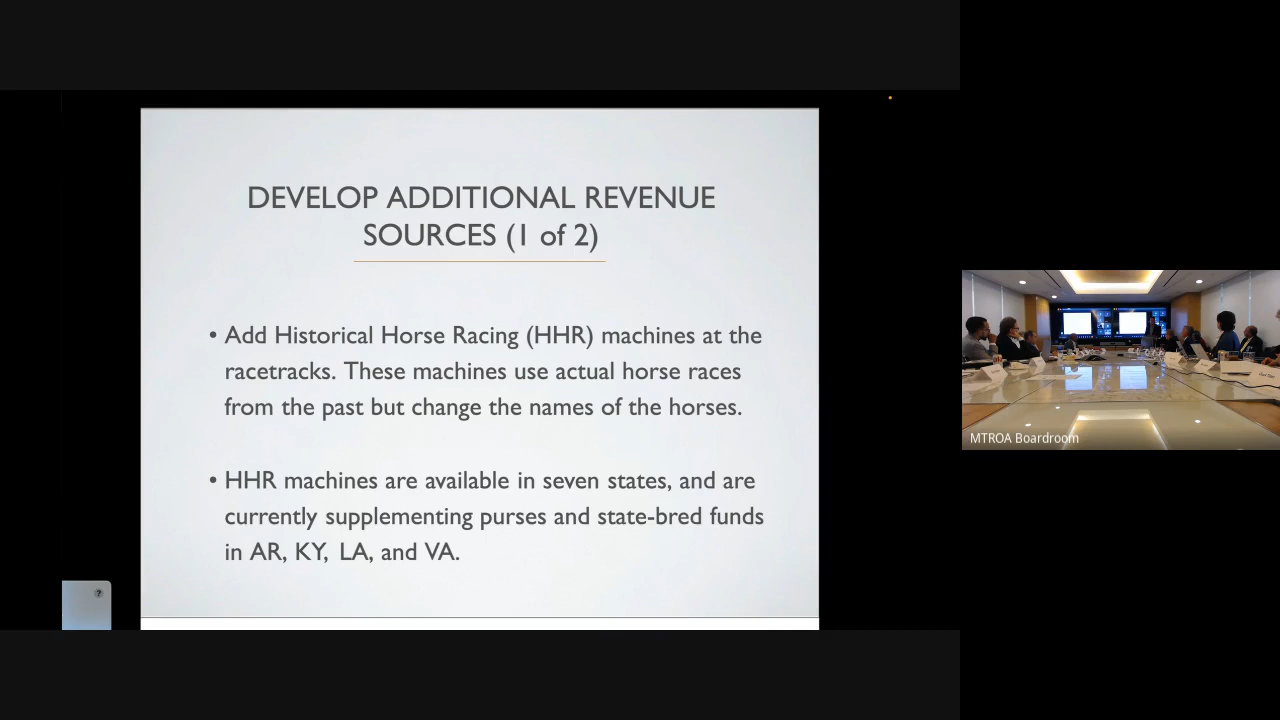 DEVELOP ADDITIONAL REVENUE
SOURCES (1 of 2)
• Add Historical Horse Racing (HHR) machines at the
racetracks. These machines use actual horse races
from the past but change the names of the horses.
• HHR machines are available in seven states, and are
currently supplementing purses and state-bred funds
in AR, KY, LA, and VA.
?
MTROA Boardroom